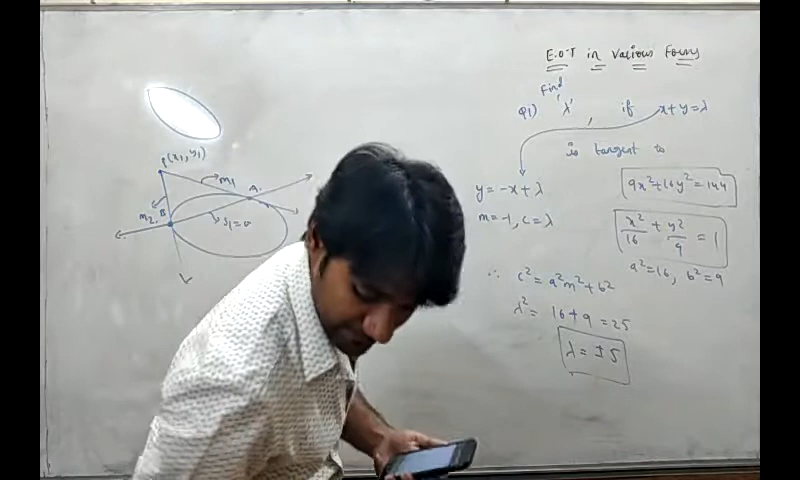 E.O.T in Various Forms
Find
Q1) 'λ', if x+y=λ
is tangent to
9x²+16y²=144
y = -x+λ
m=-1, c=λ
x²/16 + y²/9 = 1
a²=16, b²=9
∴ c² = a²m²+b²
λ² = 16+9 = 25
λ = ±5
P(x₁,y₁)
m₁
A
m₂
B
S₁=0